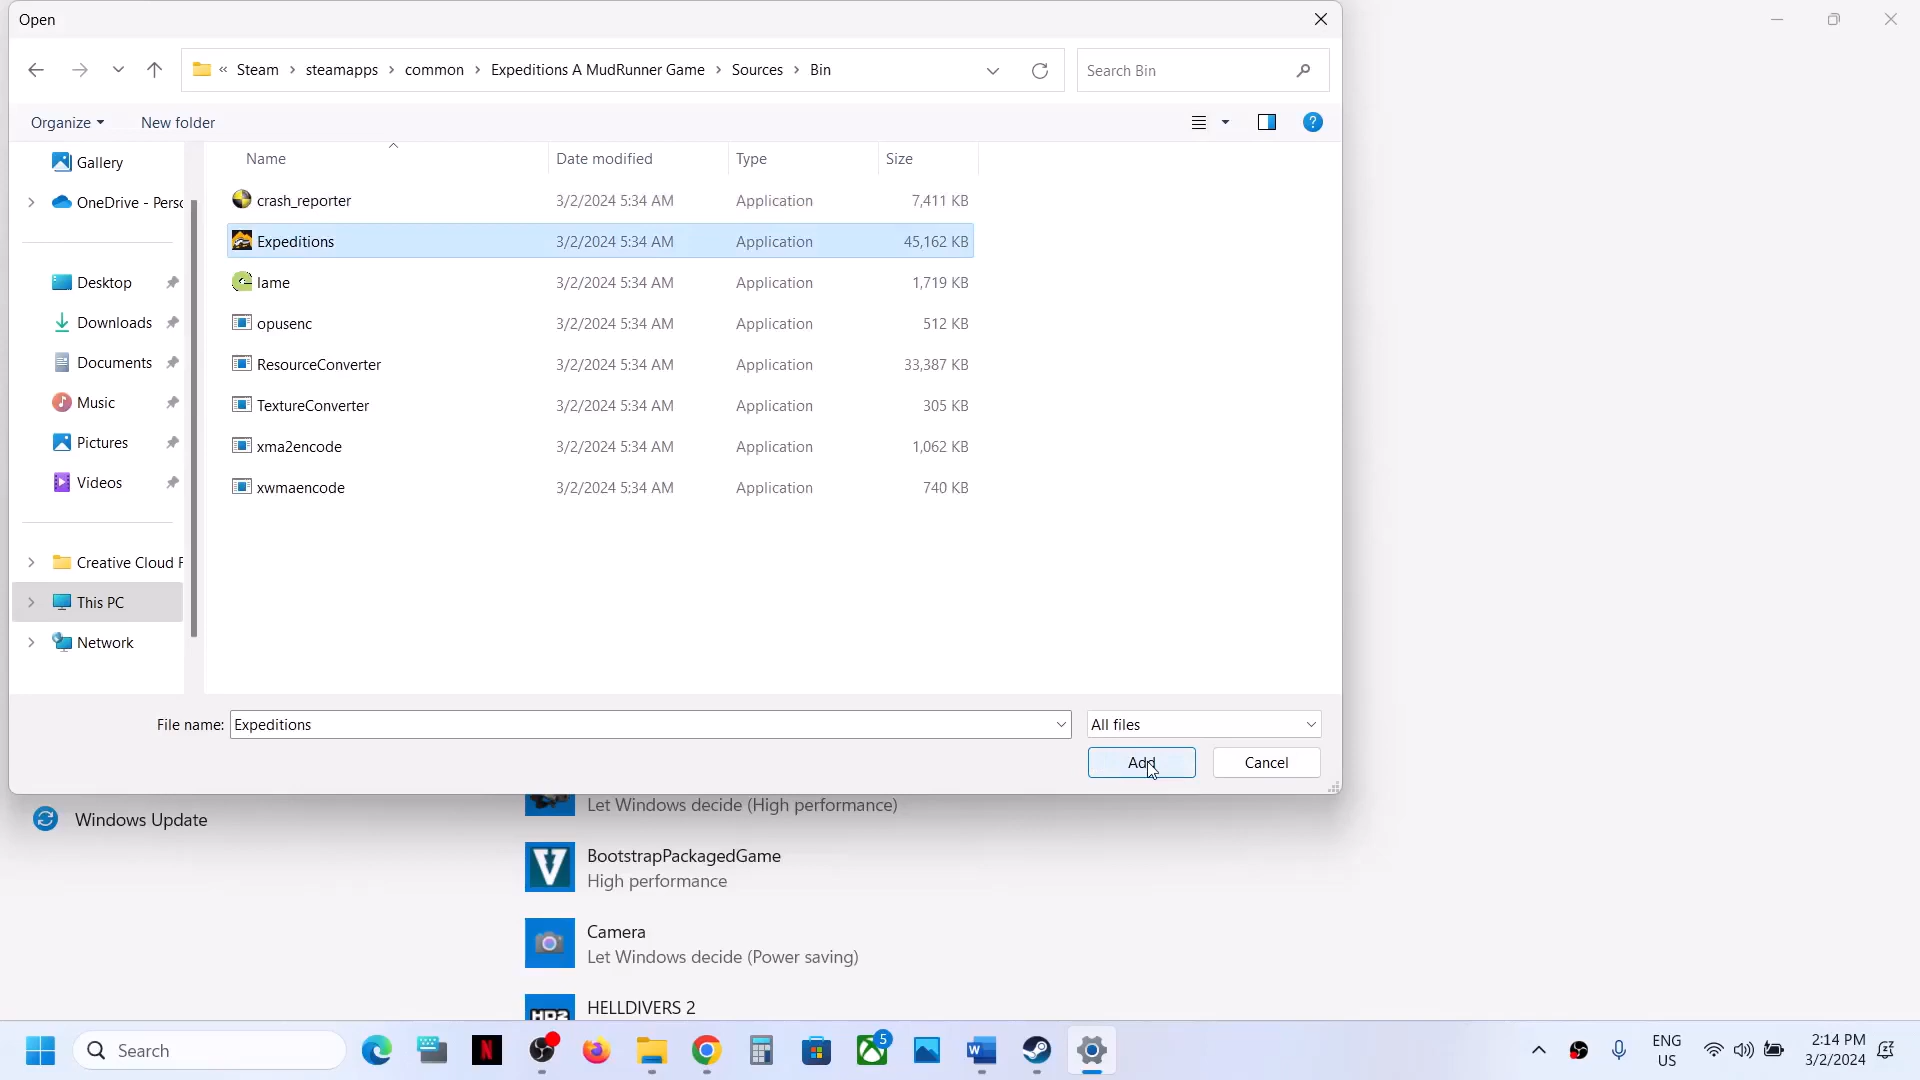 Open
« Steam > steamapps > common > Expeditions A MudRunner Game > Sources > Bin
Search Bin
Organize
New folder
?
Gallery
OneDrive - Perso
Desktop
Downloads
Documents
Music
Pictures
Videos
Creative Cloud F
This PC
Network
Name Date modified Type Size
crash_reporter 3/2/2024 5:34 AM Application 7,411 KB
Expeditions 3/2/2024 5:34 AM Application 45,162 KB
lame 3/2/2024 5:34 AM Application 1,719 KB
opusenc 3/2/2024 5:34 AM Application 512 KB
ResourceConverter 3/2/2024 5:34 AM Application 33,387 KB
TextureConverter 3/2/2024 5:34 AM Application 305 KB
xma2encode 3/2/2024 5:34 AM Application 1,062 KB
xwmaencode 3/2/2024 5:34 AM Application 740 KB
File name: Expeditions
All files
Add
Cancel
Windows Update
Let Windows decide (High performance)
BootstrapPackagedGame
High performance
Camera
Let Windows decide (Power saving)
HD2
HELLDIVERS 2
Search
5
ENG
US
2:14 PM
3/2/2024